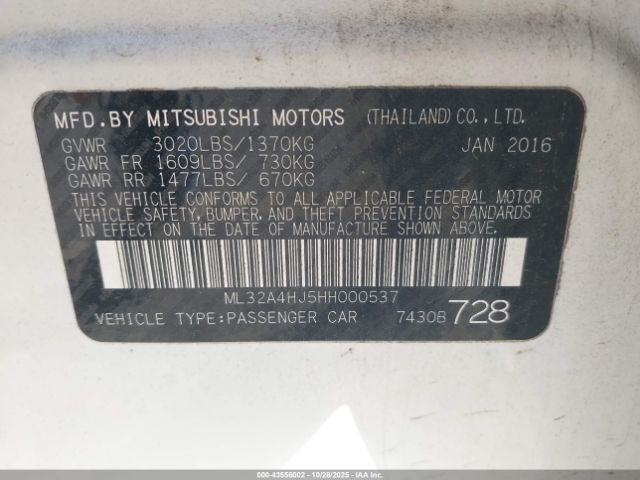 MFD.BY MITSUBISHI MOTORS (THAILAND)CO.,LTD.
GVWR 3020LBS/1370KG JAN 2016
GAWR FR 1609LBS/ 730KG
GAWR RR 1477LBS/ 670KG
THIS VEHICLE CONFORMS TO ALL APPLICABLE FEDERAL MOTOR
VEHICLE SAFETY,BUMPER,AND THEFT PREVENTION STANDARDS
IN EFFECT ON THE DATE OF MANUFACTURE SHOWN ABOVE.
ML32A4HJ5HH000537
VEHICLE TYPE:PASSENGER CAR 7430B 728
000-43556002 - 10/28/2025 - IAA Inc.